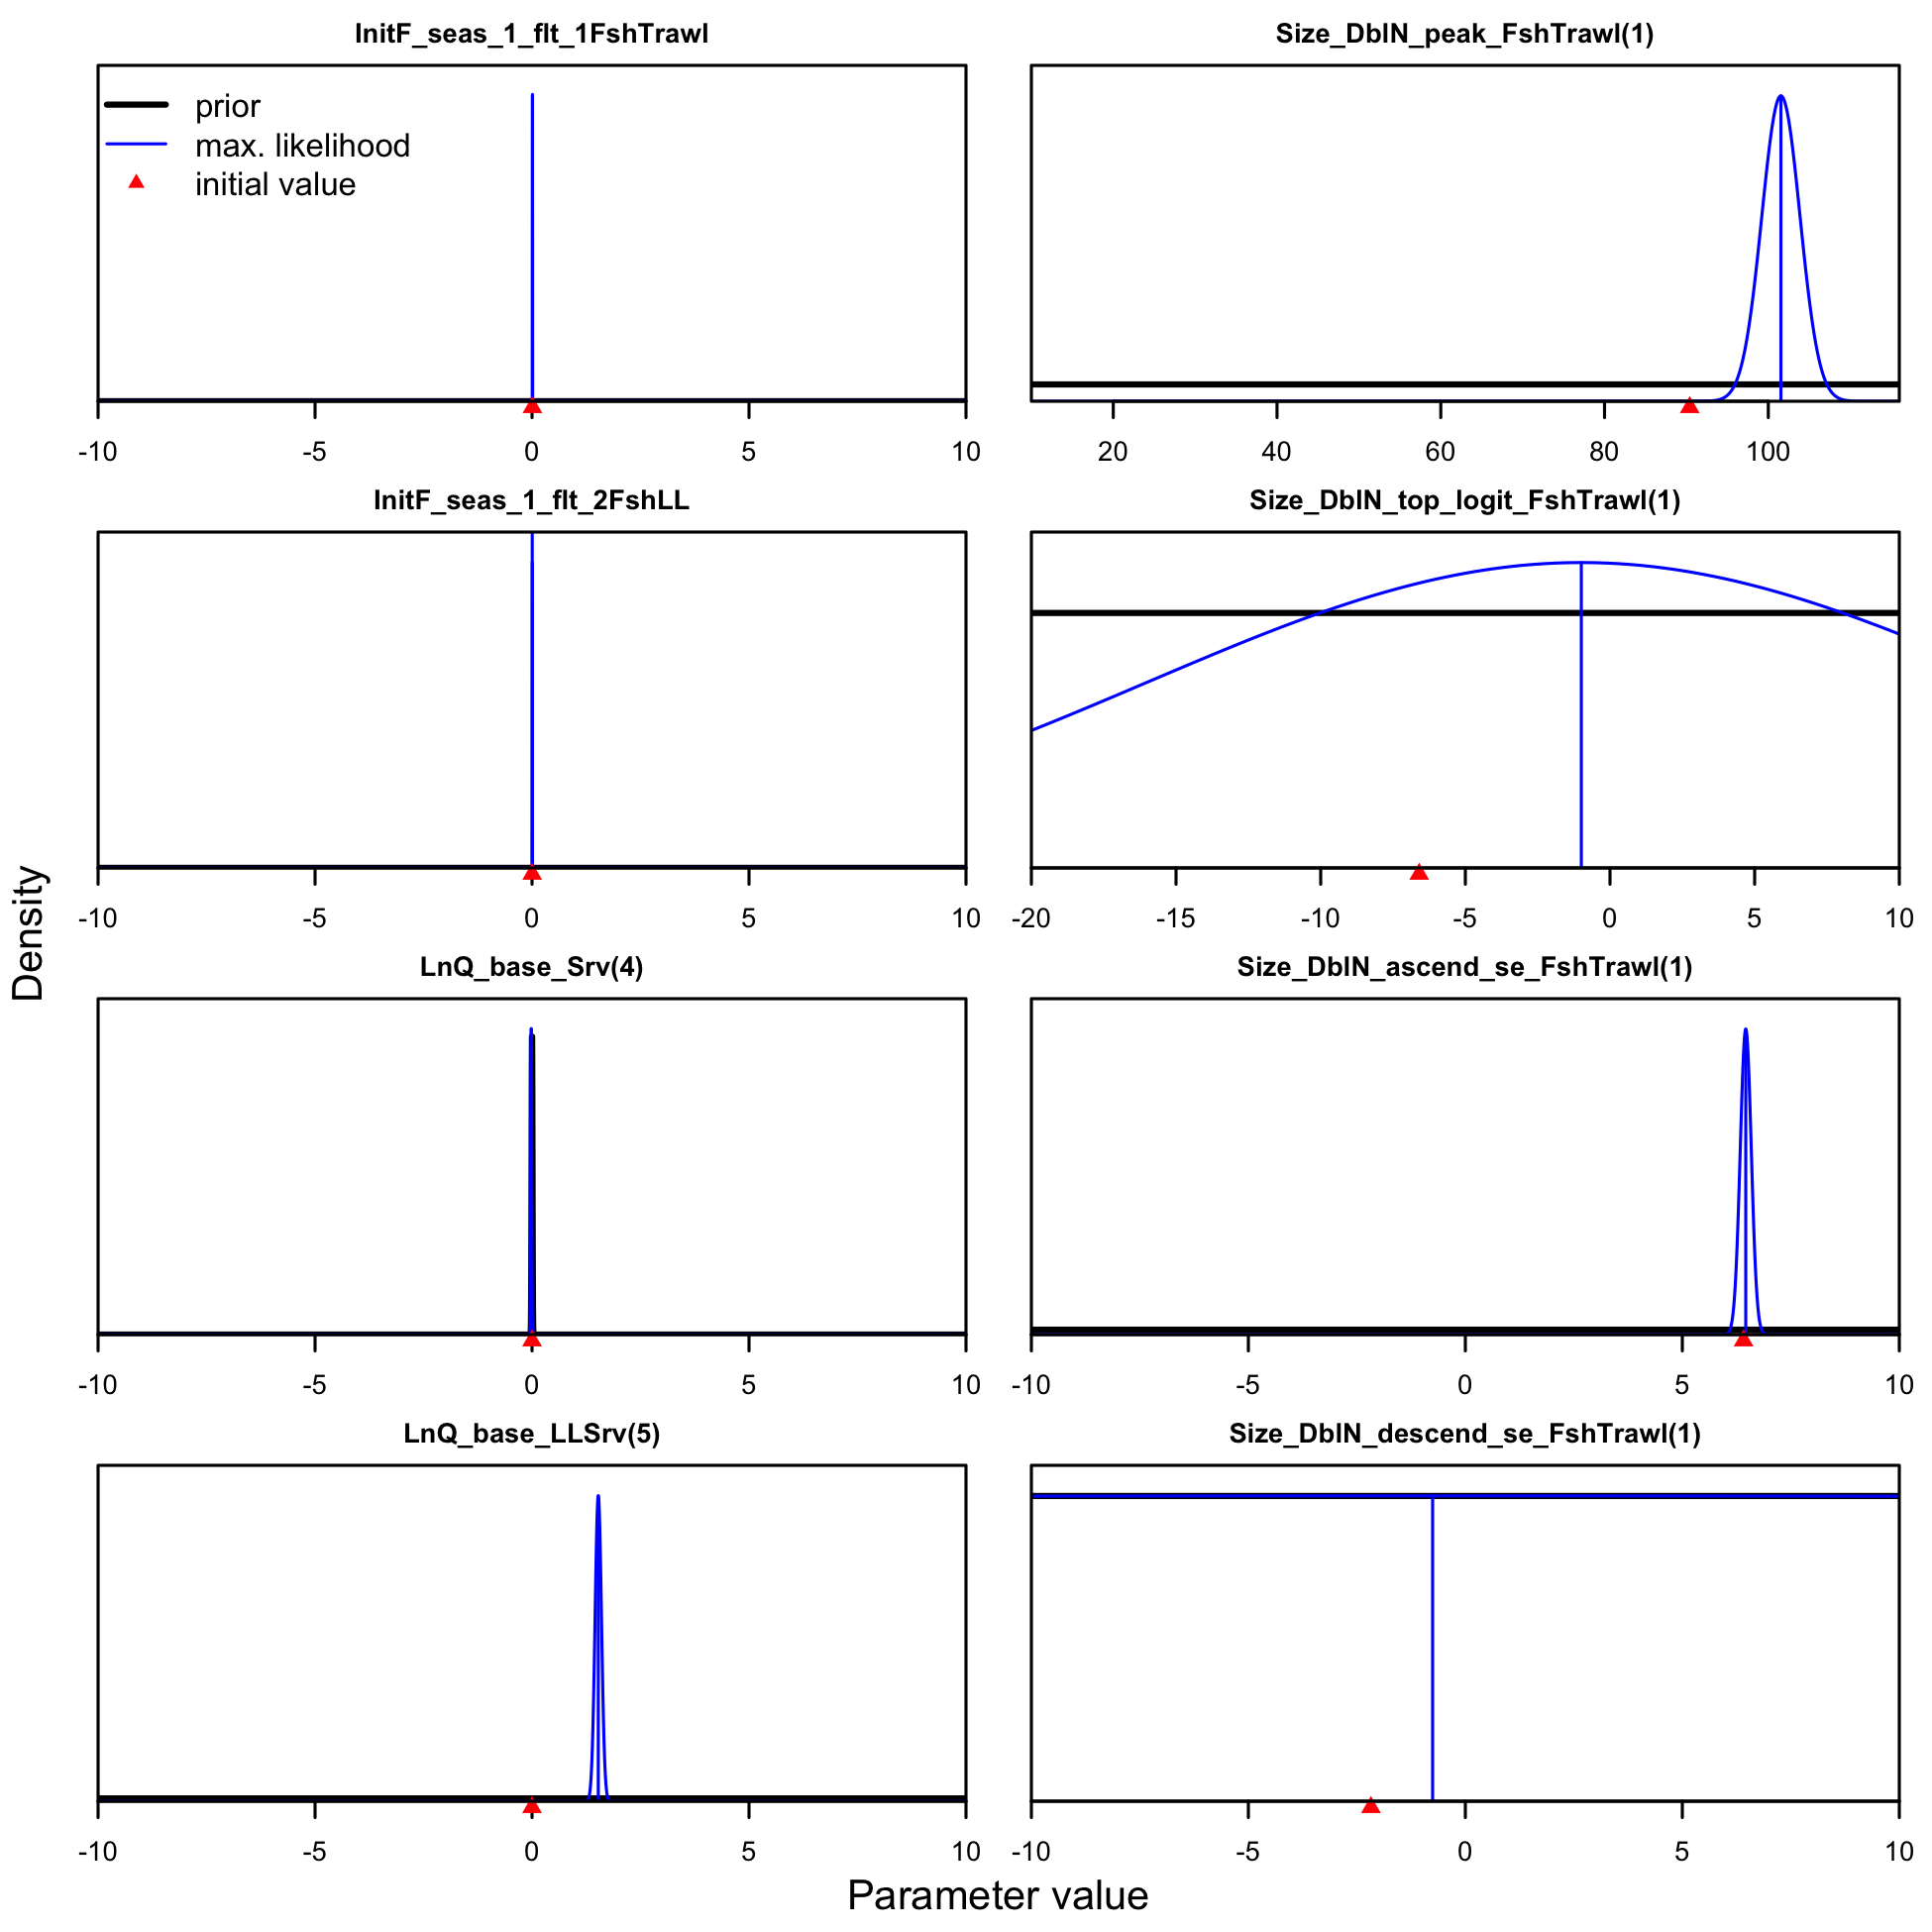 InitF_seas_1_flt_1FshTrawl
prior
max. likelihood
initial value
-10 -5 0 5 10
Size_DblN_peak_FshTrawl(1)
20 40 60 80 100
InitF_seas_1_flt_2FshLL
-10 -5 0 5 10
Size_DblN_top_logit_FshTrawl(1)
-20 -15 -10 -5 0 5 10
LnQ_base_Srv(4)
-10 -5 0 5 10
Size_DblN_ascend_se_FshTrawl(1)
-10 -5 0 5 10
LnQ_base_LLSrv(5)
-10 -5 0 5 10
Size_DblN_descend_se_FshTrawl(1)
-10 -5 0 5 10
Density
Parameter value